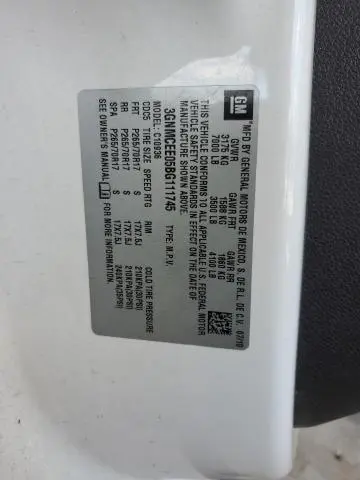 GM
MFD BY GENERAL MOTORS DE MEXICO, S. DE R.L. DE C.V. 07/10
GVWR GAWR FRT GAWR RR
3175 KG 1588 KG 1860 KG
7000 LB 3500 LB 4100 LB
THIS VEHICLE CONFORMS TO ALL APPLICABLE U.S. FEDERAL MOTOR
VEHICLE SAFETY STANDARDS IN EFFECT ON THE DATE OF
MANUFACTURE SHOWN ABOVE.
3GNMCEE05BG111745 TYPE: M.P.V.
MODEL: C10936
CDC5 TIRE SIZE SPEED RTG RIM COLD TIRE PRESSURE
FRT P265/70R17 S 17X7.5J 210KPA(30PSI)
RR P265/70R17 S 17X7.5J 210KPA(30PSI)
SPA P265/70R17 S 17X7.5J 240KPA(35PSI)
SEE OWNER'S MANUAL FOR MORE INFORMATION.